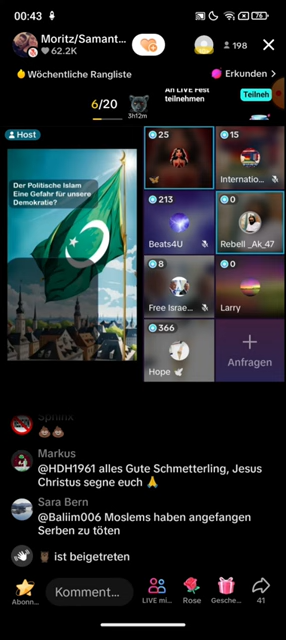 00:43
76
Moritz/Samant...
62.2K
198
Wöchentliche Rangliste
Erkunden >
6/20
3h12m
An LIVE Fest
teilnehmen
Teilneh
Host
Der Politische Islam
Eine Gefahr für unsere
Demokratie?
25
15
Internatio...
213
Beats4U
0
Rebell _Ak_47
8
Free Israe...
0
Larry
366
Hope
Anfragen
Sphinx
Markus
@HDH1961 alles Gute Schmetterling, Jesus
Christus segne euch 🙏
Sara Bern
@Baliim006 Moslems haben angefangen
Serben zu töten
ist beigetreten
Abonn...
Komment...
LIVE mi...
Rose
Gesche...
41